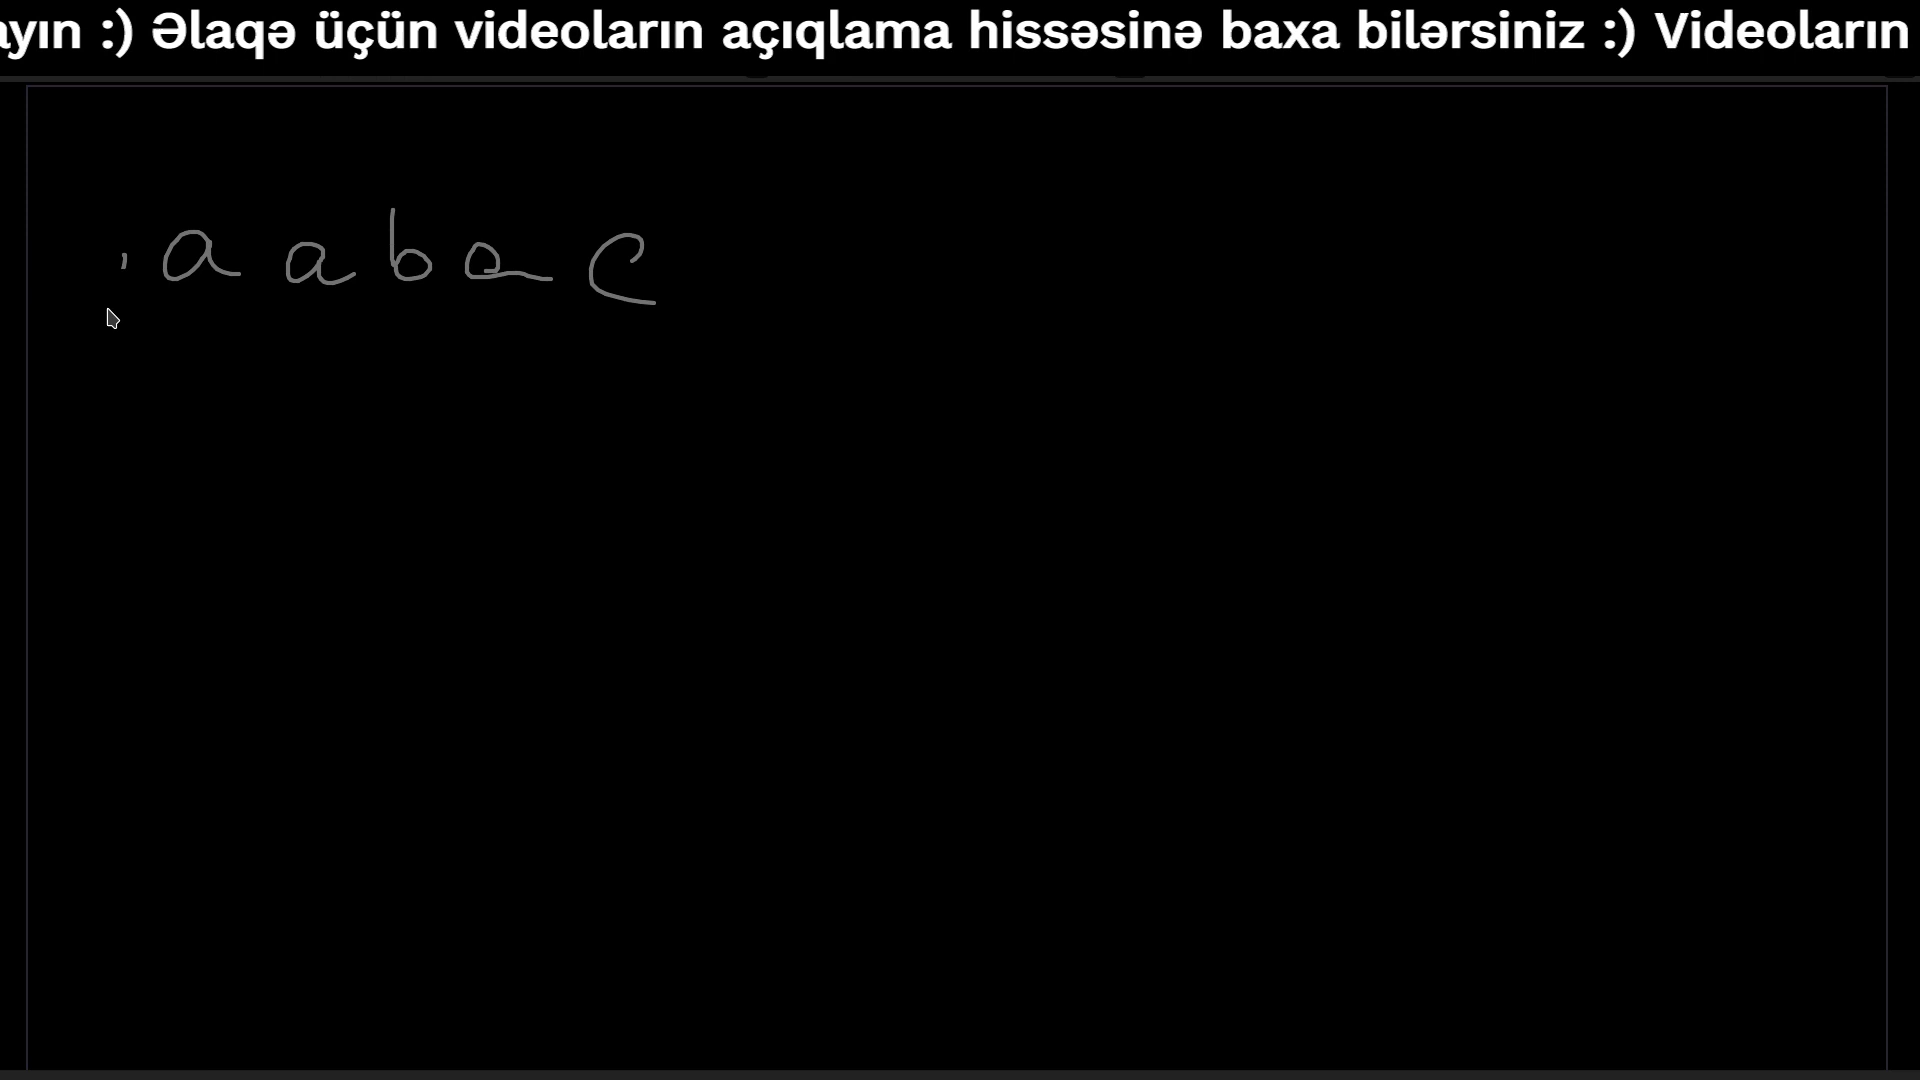 ayın :) Əlaqə üçün videoların açıqlama hissəsinə baxa bilərsiniz :) Videoların
' a a b a c